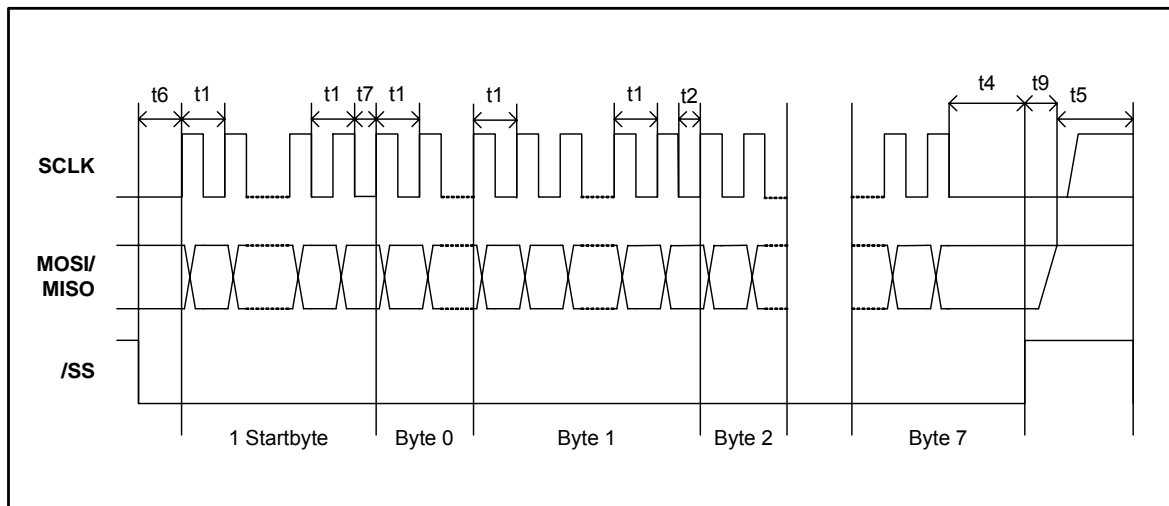 t6 t1 t1 t7 t1 t1 t1 t2 t4 t9 t5
SCLK
MOSI/
MISO
/SS
1 Startbyte Byte 0 Byte 1 Byte 2 Byte 7